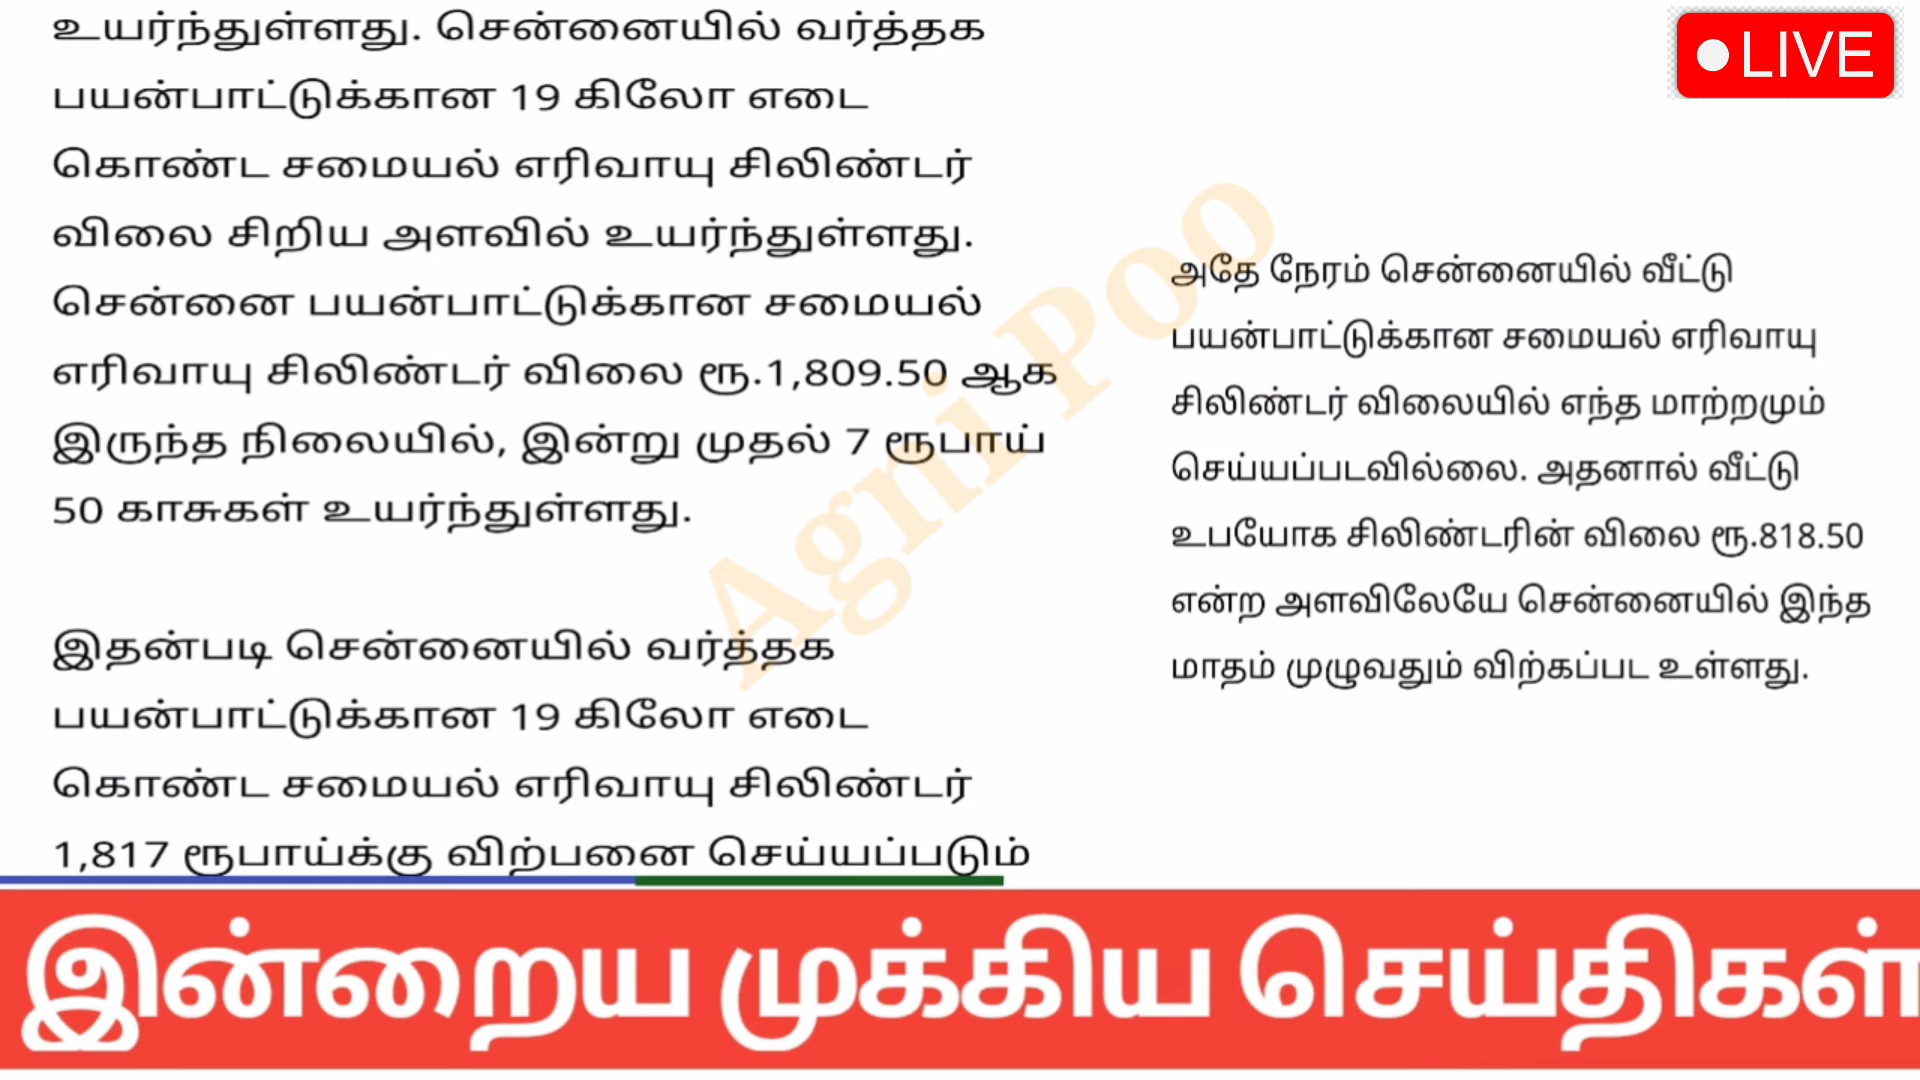 உயர்ந்துள்ளது. சென்னையில் வர்த்தக
பயன்பாட்டுக்கான 19 கிலோ எடை
கொண்ட சமையல் எரிவாயு சிலிண்டர்
விலை சிறிய அளவில் உயர்ந்துள்ளது.
சென்னை பயன்பாட்டுக்கான சமையல்
எரிவாயு சிலிண்டர் விலை ரூ.1,809.50 ஆக
இருந்த நிலையில், இன்று முதல் 7 ரூபாய்
50 காசுகள் உயர்ந்துள்ளது.
இதன்படி சென்னையில் வர்த்தக
பயன்பாட்டுக்கான 19 கிலோ எடை
கொண்ட சமையல் எரிவாயு சிலிண்டர்
1,817 ரூபாய்க்கு விற்பனை செய்யப்படும்
LIVE
அதே நேரம் சென்னையில் வீட்டு
பயன்பாட்டுக்கான சமையல் எரிவாயு
சிலிண்டர் விலையில் எந்த மாற்றமும்
செய்யப்படவில்லை. அதனால் வீட்டு
உபயோக சிலிண்டரின் விலை ரூ.818.50
என்ற அளவிலேயே சென்னையில் இந்த
மாதம் முழுவதும் விற்கப்பட உள்ளது.
Agni Poo
இன்றைய முக்கிய செய்திகள்